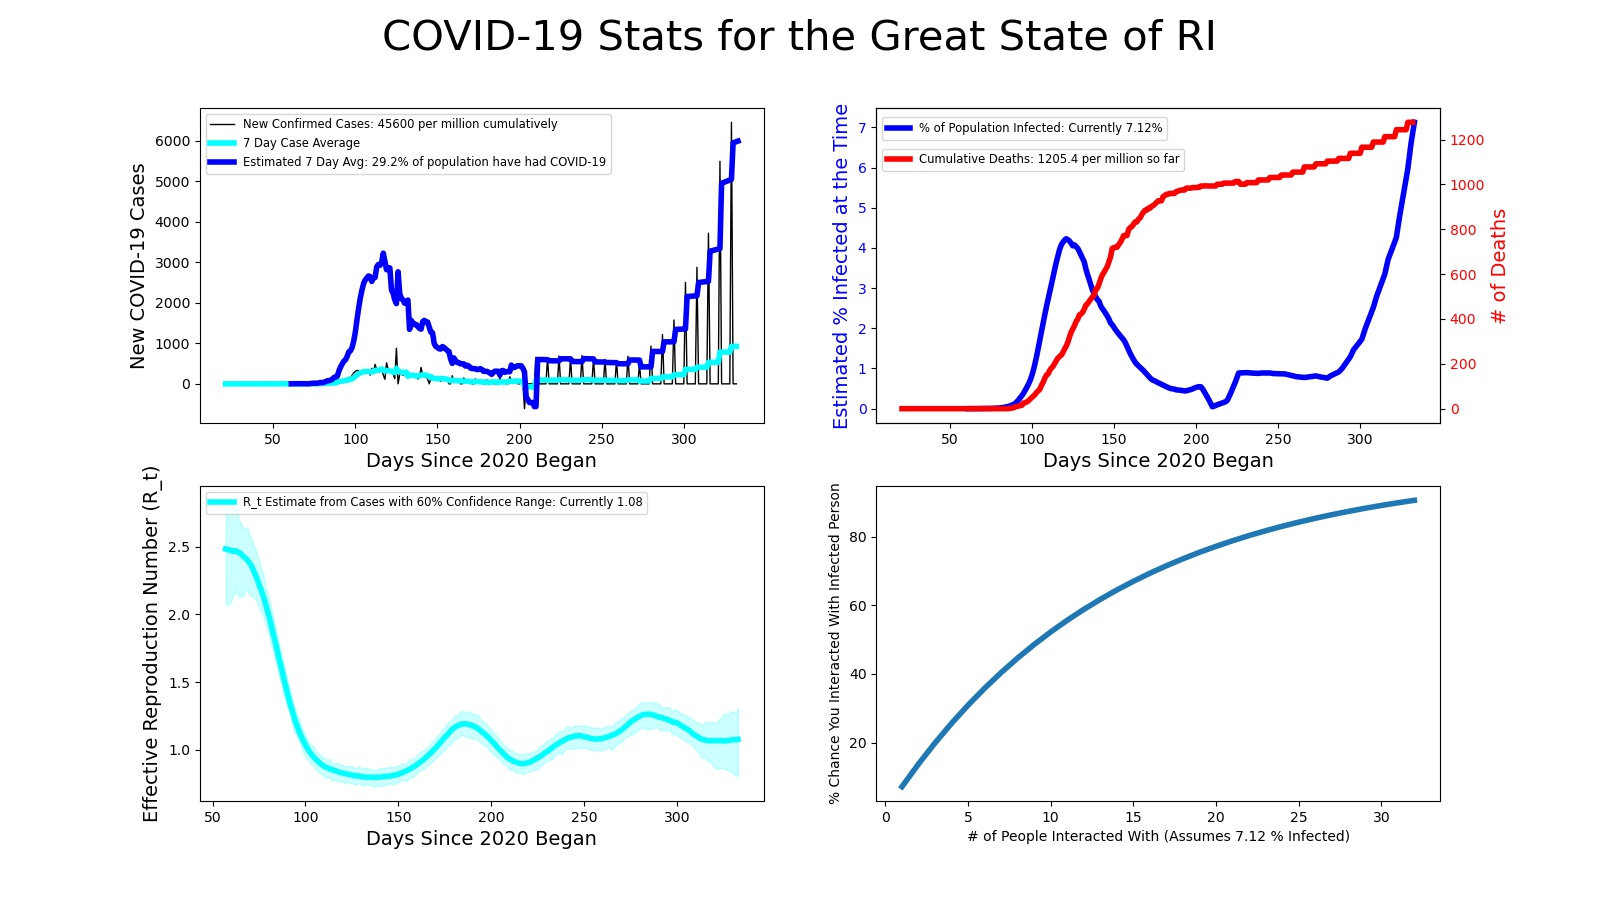 COVID-19 Stats for the Great State of RI
New COVID-19 Cases
6000
5000
4000
3000
2000
1000
0
New Confirmed Cases: 45600 per million cumulatively
7 Day Case Average
Estimated 7 Day Avg: 29.2% of population have had COVID-19
50 100 150 200 250 300
Days Since 2020 Began
Estimated % Infected at the Time
7
6
5
4
3
2
1
0
% of Population Infected: Currently 7.12%
Cumulative Deaths: 1205.4 per million so far
1200
1000
800
600
400
200
0
# of Deaths
50 100 150 200 250 300
Days Since 2020 Began
Effective Reproduction Number (R_t)
2.5
2.0
1.5
1.0
R_t Estimate from Cases with 60% Confidence Range: Currently 1.08
50 100 150 200 250 300
Days Since 2020 Began
% Chance You Interacted With Infected Person
80
60
40
20
0 5 10 15 20 25 30
# of People Interacted With (Assumes 7.12 % Infected)